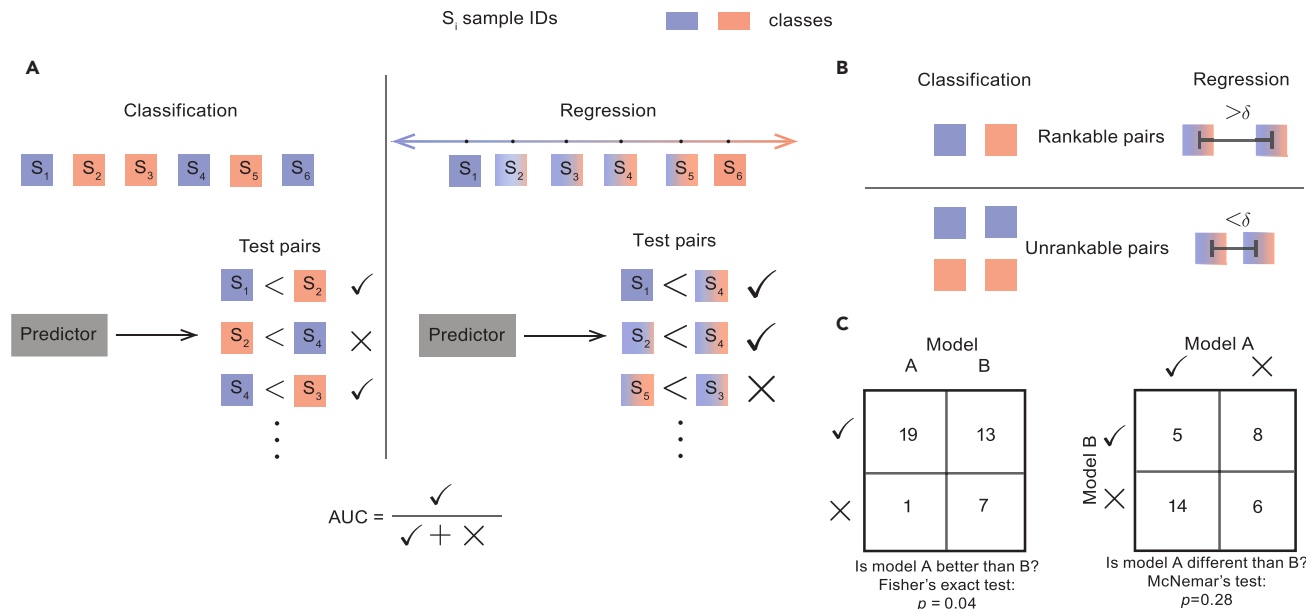 Si sample IDs
classes
A
Classification
S1 S2 S3 S4 S5 S6
Test pairs
S1 < S2 ✓
Predictor
S2 < S4 ×
S4 < S3 ✓
Regression
S1 S2 S3 S4 S5 S6
Test pairs
S1 < S4 ✓
Predictor
S2 < S4 ✓
S5 < S3 ×
AUC = ✓ / ✓ + ×
B
Classification Regression
>δ
Rankable pairs
<δ
Unrankable pairs
C
Model
A B
✓ 19 13
× 1 7
Is model A better than B?
Fisher's exact test:
p = 0.04
Model A
✓ ×
Model B
✓ 5 8
× 14 6
Is model A different than B?
McNemar's test:
p=0.28